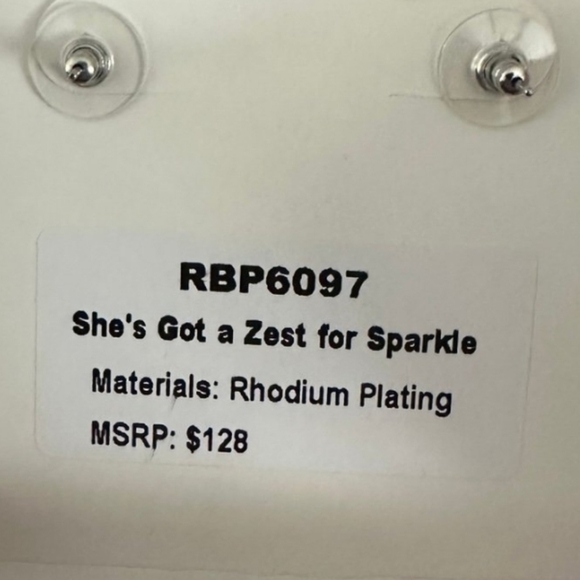 RBP6097
She's Got a Zest for Sparkle
Materials: Rhodium Plating
MSRP: $128